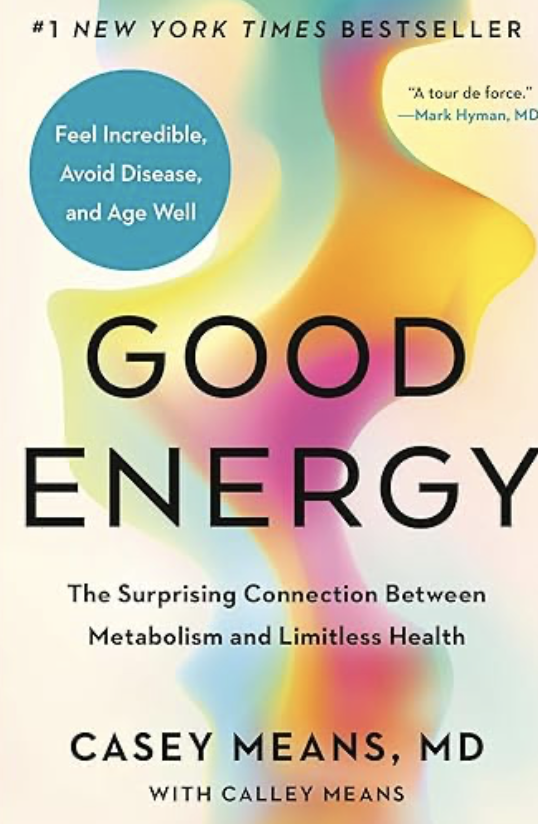 #1 NEW YORK TIMES BESTSELLER
"A tour de force."
—Mark Hyman, MD
Feel Incredible,
Avoid Disease,
and Age Well
GOOD
ENERGY
The Surprising Connection Between
Metabolism and Limitless Health
CASEY MEANS, MD
WITH CALLEY MEANS